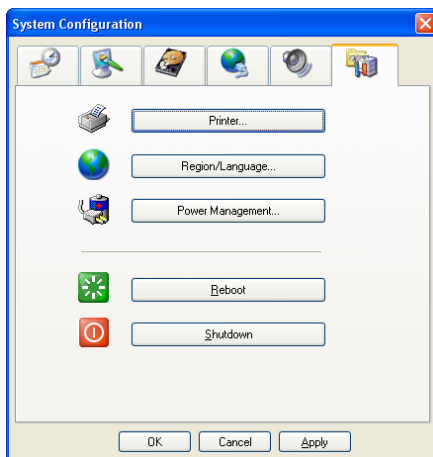 System Configuration
Printer...
Region/Language...
Power Management...
Reboot
Shutdown
OK Cancel Apply